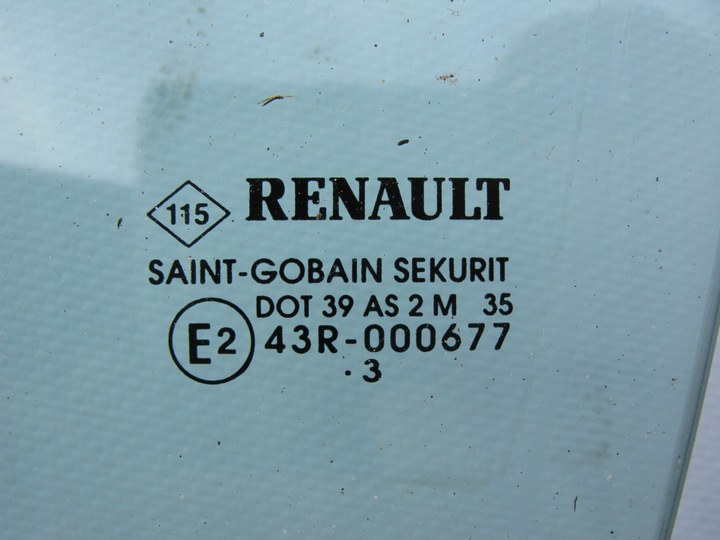 115 RENAULT
SAINT-GOBAIN SEKURIT
DOT 39 AS 2 M 35
E2 43R-000677
. 3